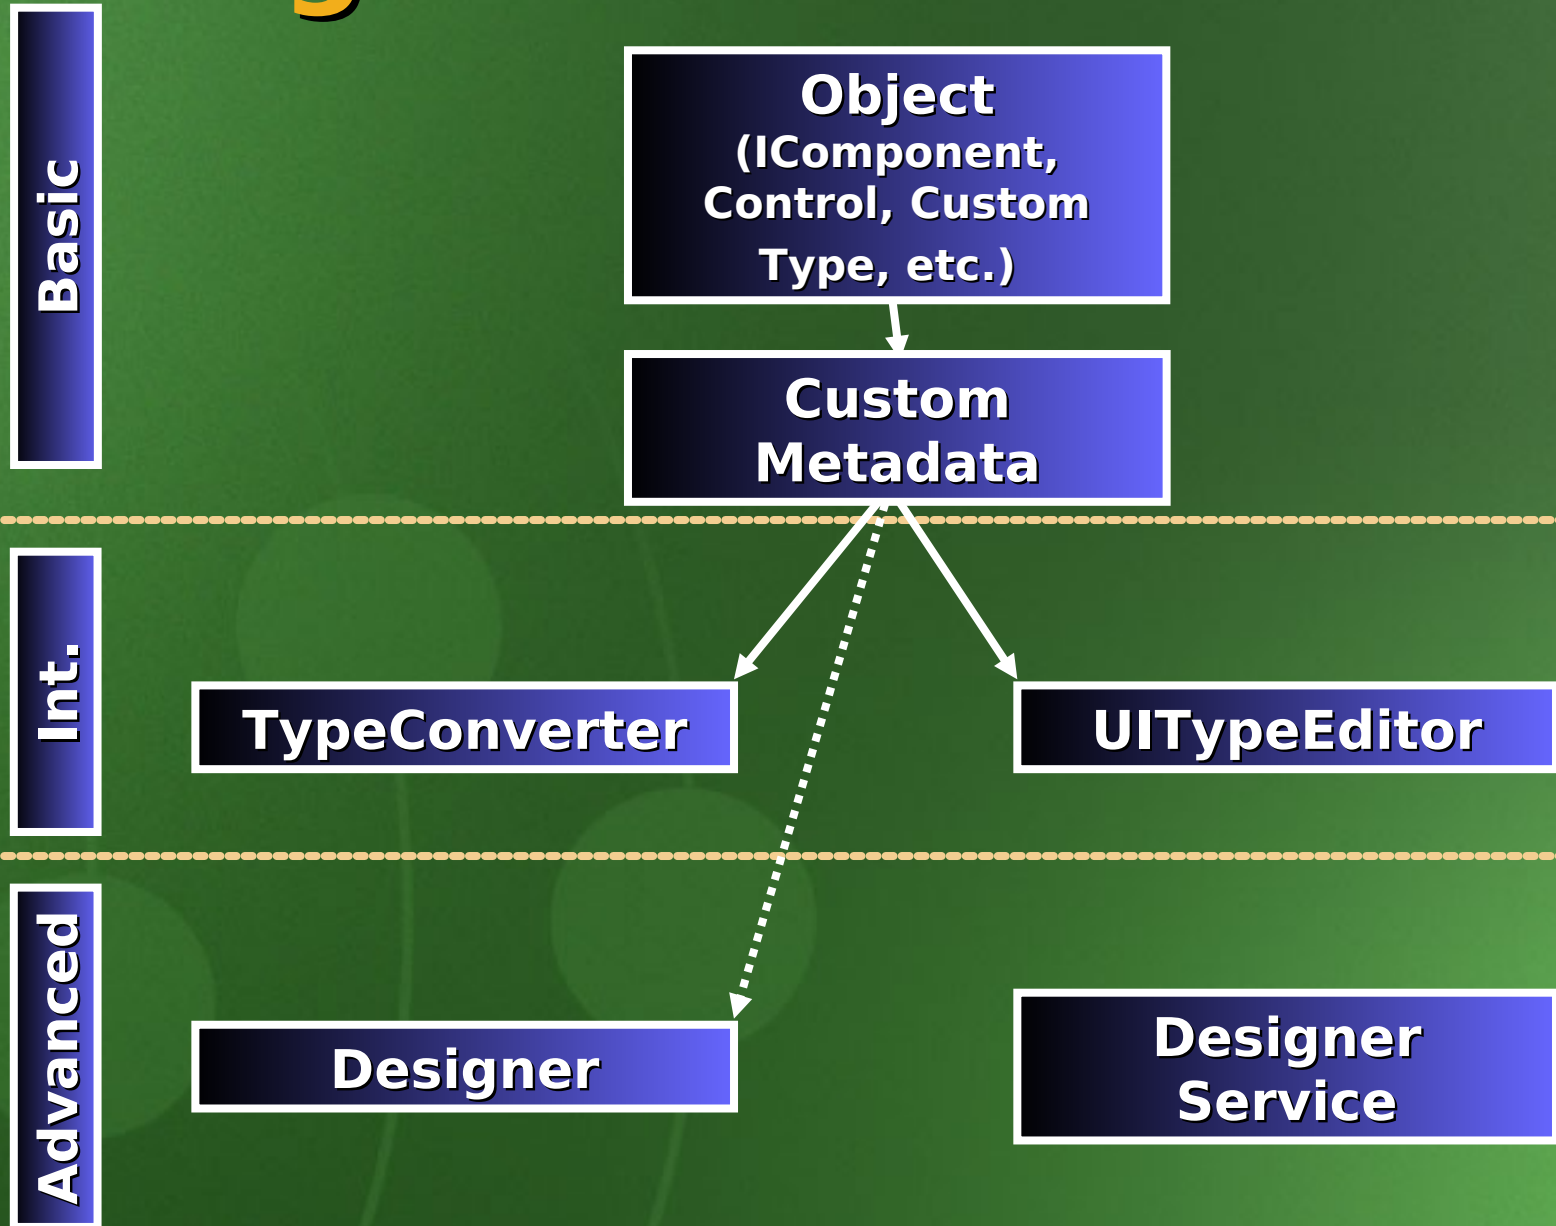 Basic
Object
(IComponent,
Control, Custom
Type, etc.)
Custom
Metadata
Int.
TypeConverter
UITypeEditor
Advanced
Designer
Designer
Service